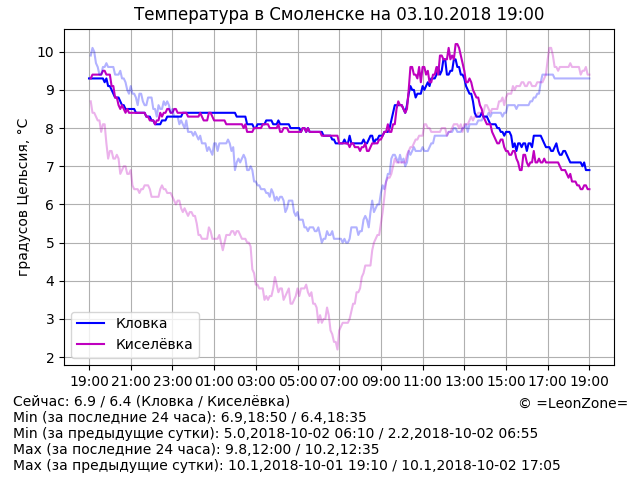 Температура в Смоленске на 03.10.2018 19:00
градусов Цельсия, °C
10
9
8
7
6
5
4
3
2
Кловка
Киселёвка
19:00 21:00 23:00 01:00 03:00 05:00 07:00 09:00 11:00 13:00 15:00 17:00 19:00
Сейчас: 6.9 / 6.4 (Кловка / Киселёвка)
© =LeonZone=
Min (за последние 24 часа): 6.9,18:50 / 6.4,18:35
Min (за предыдущие сутки): 5.0,2018-10-02 06:10 / 2.2,2018-10-02 06:55
Max (за последние 24 часа): 9.8,12:00 / 10.2,12:35
Max (за предыдущие сутки): 10.1,2018-10-01 19:10 / 10.1,2018-10-02 17:05